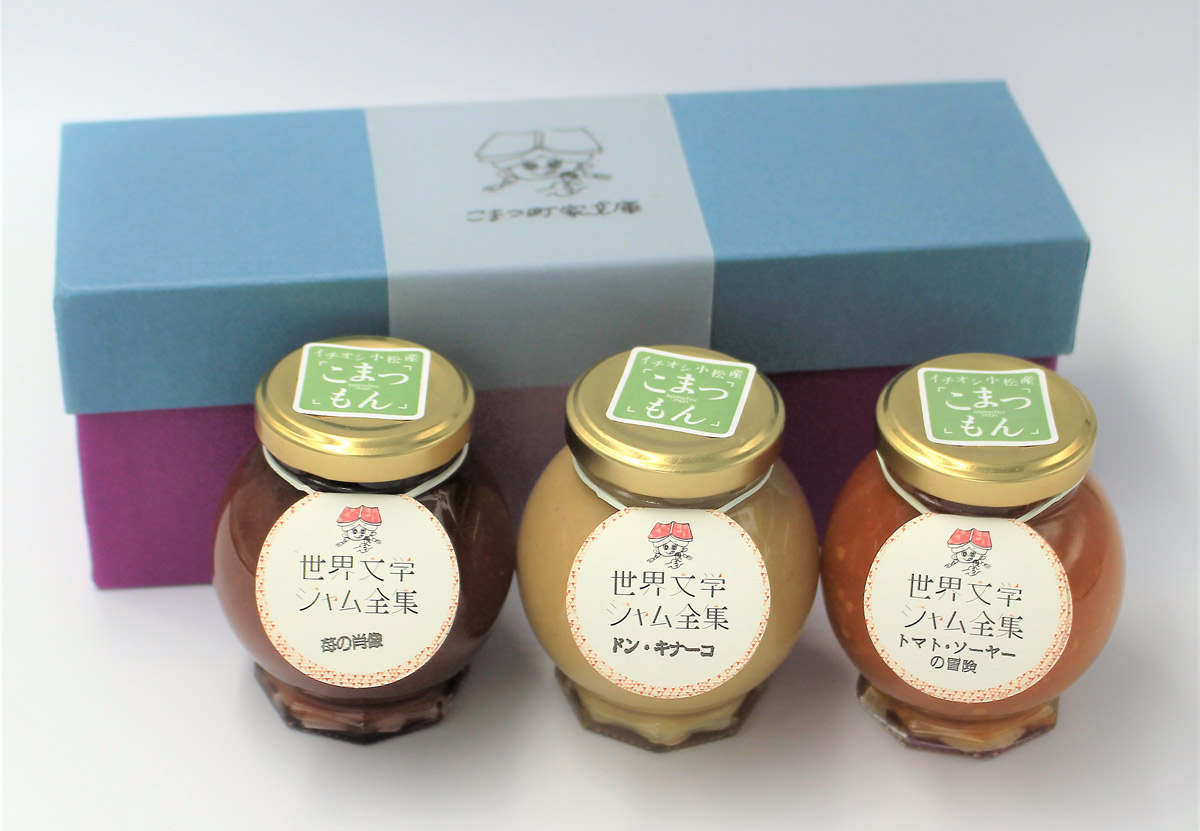 こまつ町家文庫
イチオシ小松産
「こまつ
もん」
イチオシ小松産
「こまつ
もん」
イチオシ小松産
「こまつ
もん」
世界文学
ジャム全集
苺の肖像
世界文学
ジャム全集
ドン・キナーコ
世界文学
ジャム全集
トマト・ソーヤー
の冒険